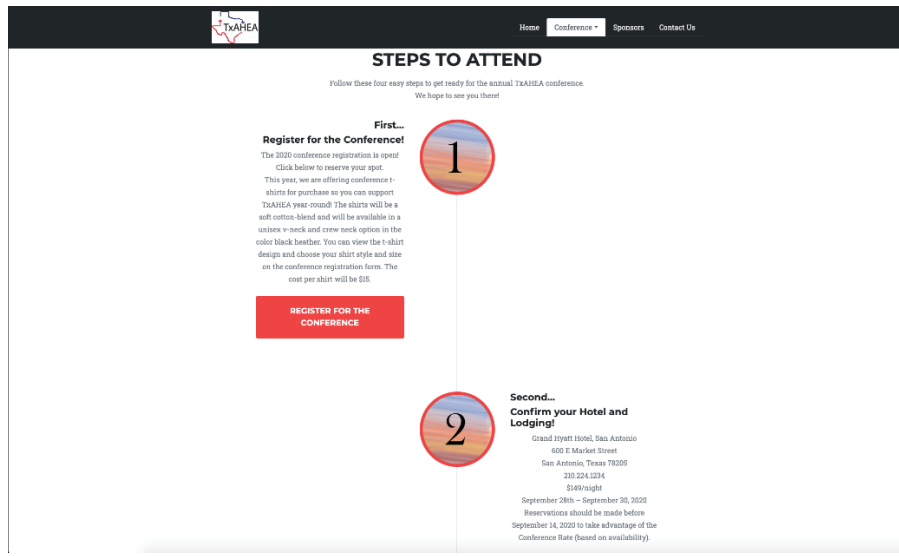 TxAHEA
Home Conference Sponsors Contact Us
STEPS TO ATTEND
Follow these four easy steps to get ready for the annual TxAHEA conference.
We hope to see you there!
First...
Register for the Conference!
The 2020 conference registration is open!
Click below to reserve your spot.
This year, we are offering conference t-
shirts for purchase so you can support
TxAHEA year-round! The shirts will be a
soft cotton-blend and will be available in a
unisex v-neck and crew neck option in the
color black heather. You can view the t-shirt
design and choose your shirt style and size
on the conference registration form. The
cost per shirt will be $15.
REGISTER FOR THE
CONFERENCE
1
2
Second...
Confirm your Hotel and
Lodging!
Grand Hyatt Hotel, San Antonio
600 E Market Street
San Antonio, Texas 78205
210.224.1234
$149/night
September 28th – September 30, 2020
Reservations should be made before
September 14, 2020 to take advantage of the
Conference Rate (based on availability).